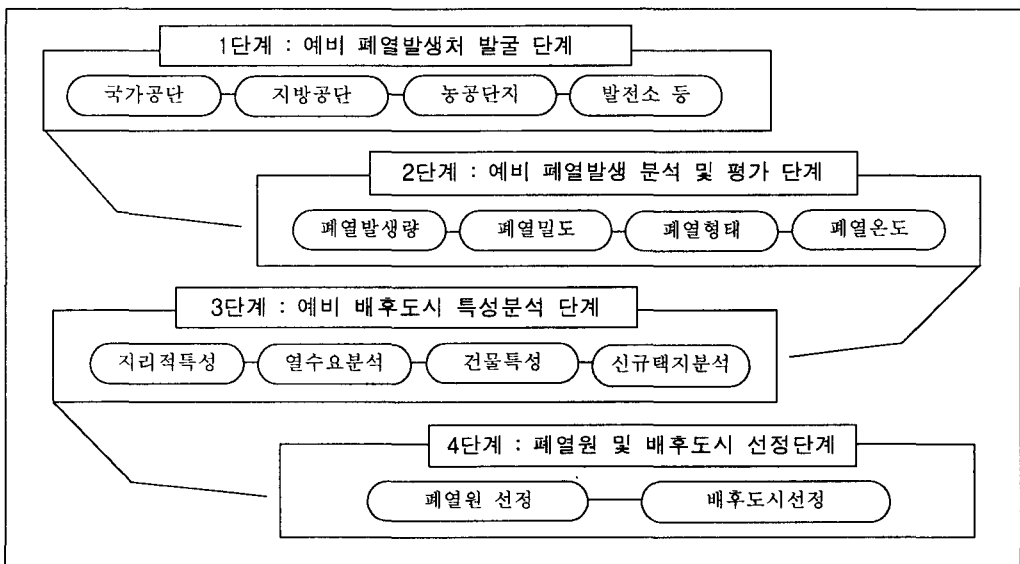 1단계 : 예비 폐열발생처 발굴 단계
국가공단 지방공단 농공단지 발전소 등
2단계 : 예비 폐열발생 분석 및 평가 단계
폐열발생량 폐열밀도 폐열형태 폐열온도
3단계 : 예비 배후도시 특성분석 단계
지리적특성 열수요분석 건물특성 신규택지분석
4단계 : 폐열원 및 배후도시 선정단계
폐열원 선정 배후도시선정